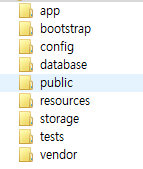 app
bootstrap
config
database
public
resources
storage
tests
vendor